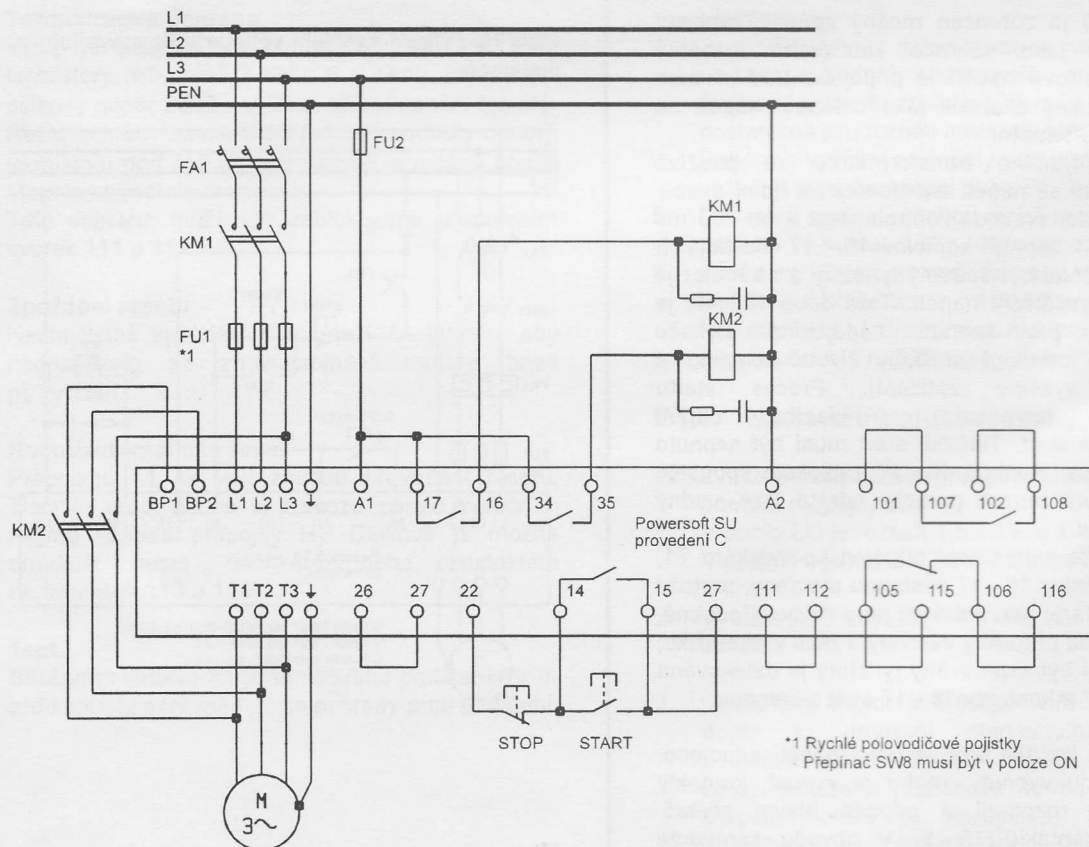 L1
L2
L3
PEN
FU2
FA1
KM1
KM1
FU1
*1
KM2
BP1 BP2 L1 L2 L3 A1 17 16 34 35 A2 101 107 102 108
KM2
Powersoft SU
provedení C
T1 T2 T3 26 27 22 14 15 27 111 112 105 115 106 116
STOP START
*1 Rychlé polovodičové pojistky
Přepínač SW8 musí být v poloze ON
M
3~